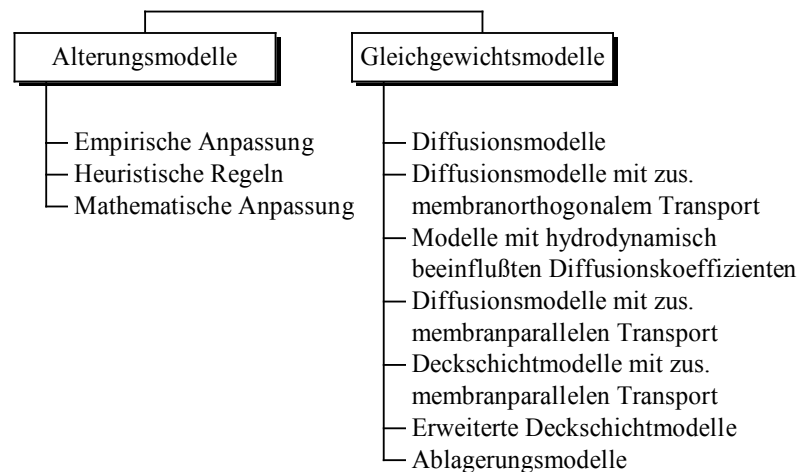 Alterungsmodelle
Empirische Anpassung
Heuristische Regeln
Mathematische Anpassung
Gleichgewichtsmodelle
Diffusionsmodelle
Diffusionsmodelle mit zus.
membranorthogonalem Transport
Modelle mit hydrodynamisch
beeinflußten Diffusionskoeffizienten
Diffusionsmodelle mit zus.
membranparallelen Transport
Deckschichtmodelle mit zus.
membranparallelen Transport
Erweiterte Deckschichtmodelle
Ablagerungsmodelle